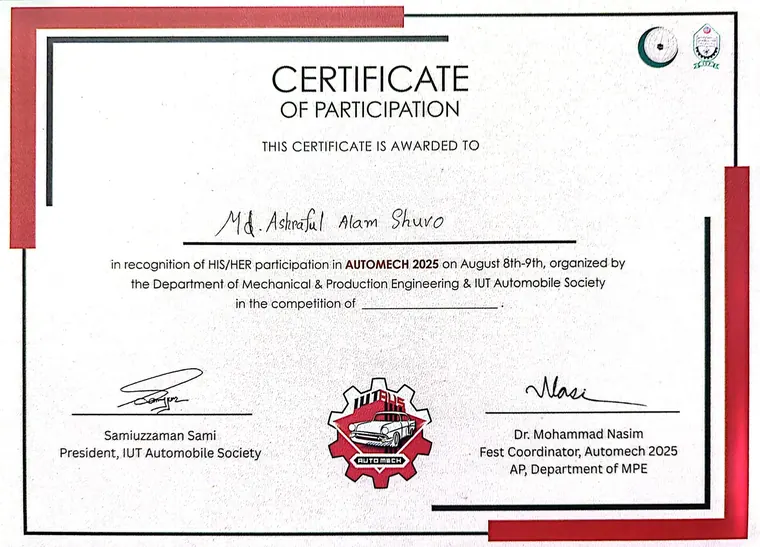 CERTIFICATE
OF PARTICIPATION
THIS CERTIFICATE IS AWARDED TO
Md. Ashraful Alam Shuvo
in recognition of HIS/HER participation in AUTOMECH 2025 on August 8th-9th, organized by
the Department of Mechanical & Production Engineering & IUT Automobile Society
in the competition of ____________________ .
Samiuzzaman Sami
President, IUT Automobile Society
IUTAUS
AUTOMECH
Nasi
Dr. Mohammad Nasim
Fest Coordinator, Automech 2025
AP, Department of MPE